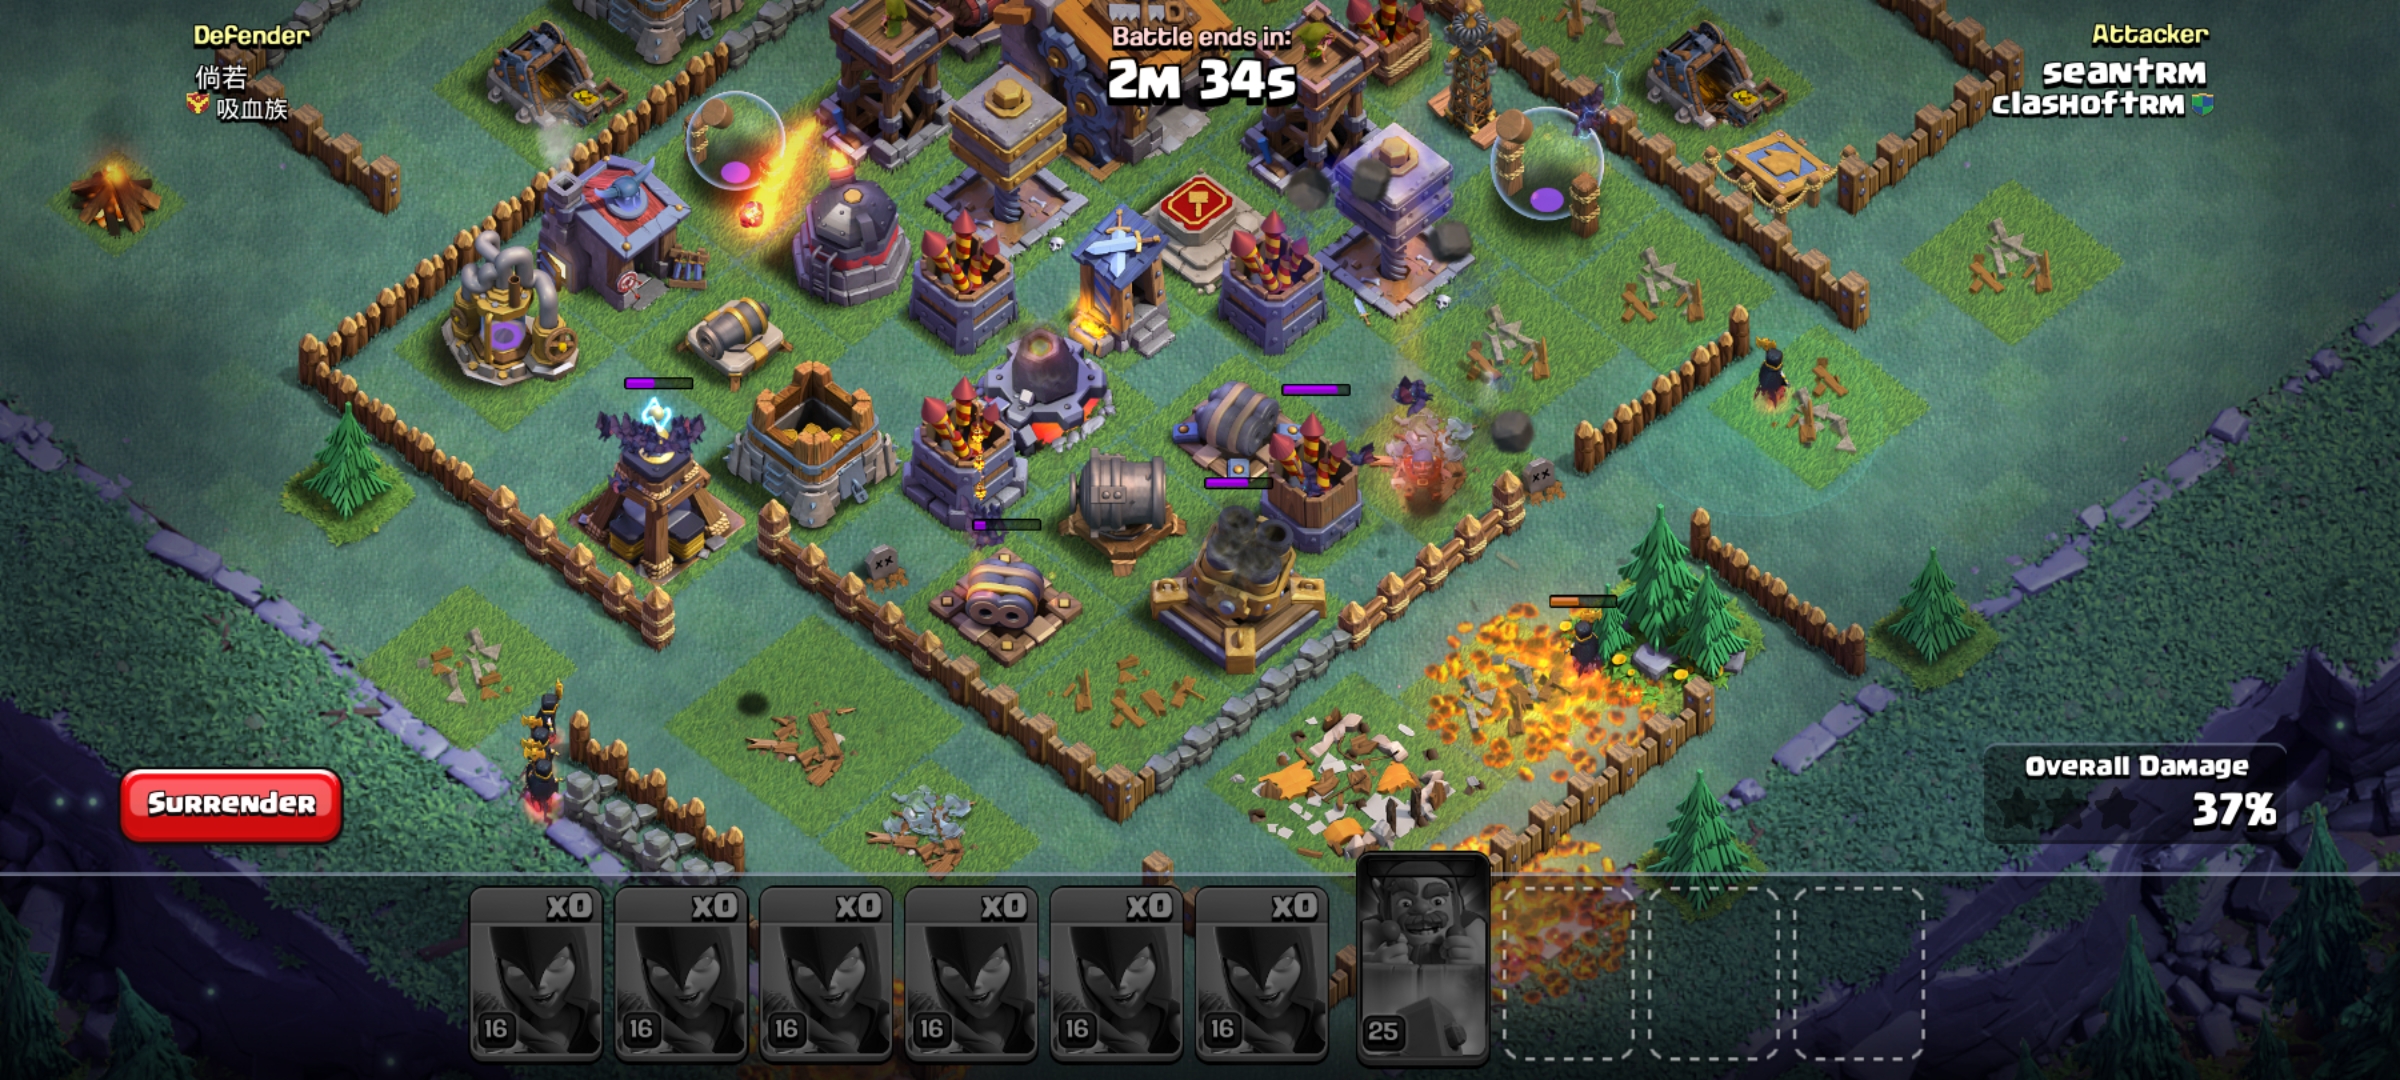 Defender
倘若
吸血族
Battle ends in:
2M 34s
Attacker
seantRM
clashoftRM
Surrender
Overall Damage
37%
x0
x0
x0
x0
x0
x0
16
16
16
16
16
16
25